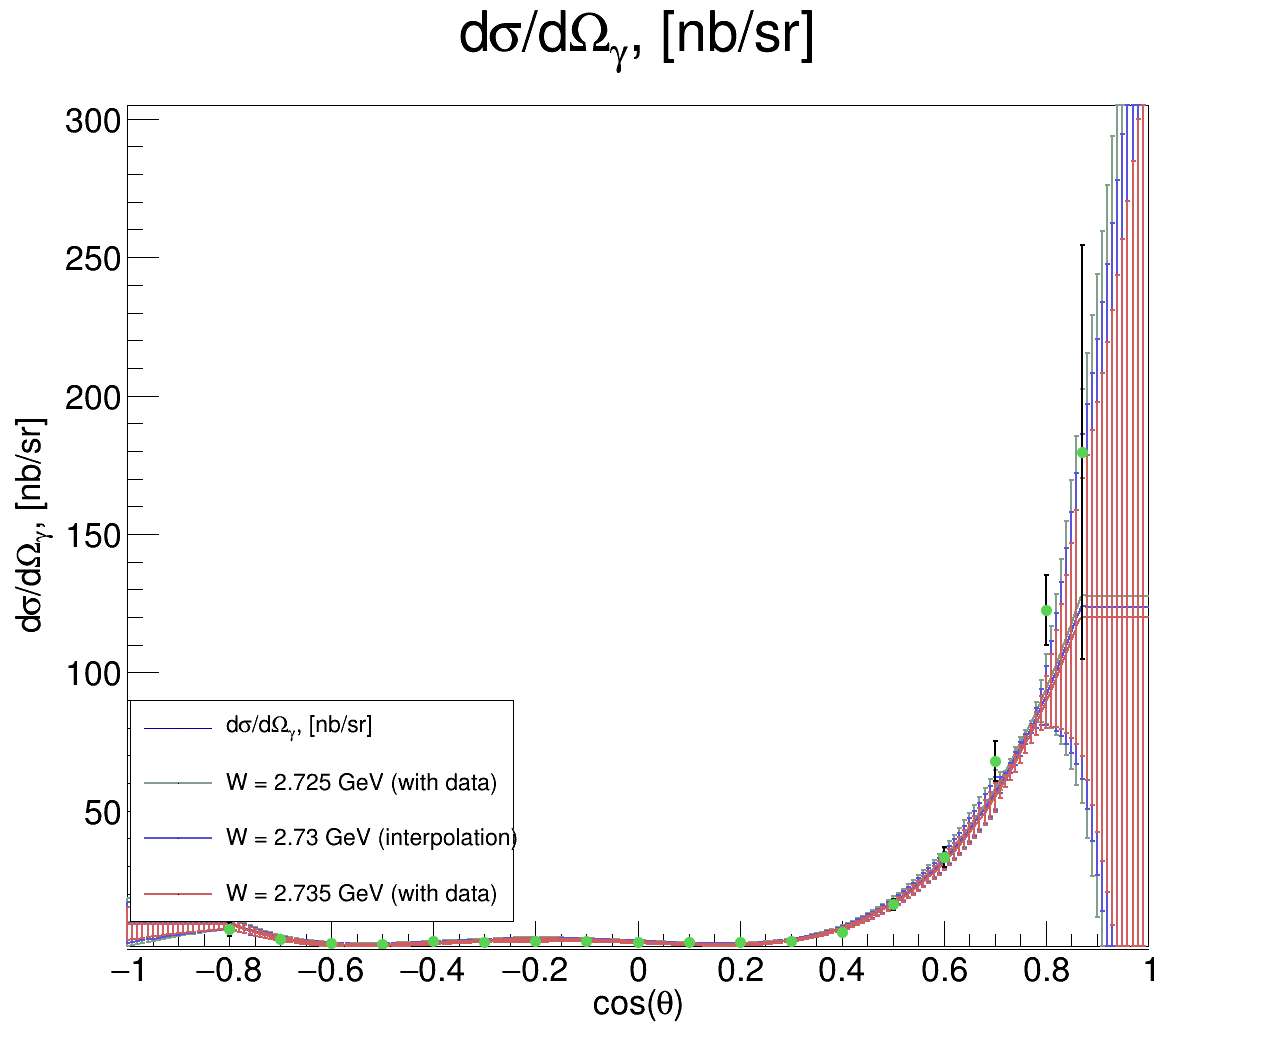 dσ/dΩγ, [nb/sr]
300
250
200
150
100
50
dσ/dΩγ, [nb/sr]
dσ/dΩγ, [nb/sr]
W = 2.725 GeV (with data)
W = 2.73 GeV (interpolation)
W = 2.735 GeV (with data)
−1 −0.8 −0.6 −0.4 −0.2 0 0.2 0.4 0.6 0.8 1
cos(θ)